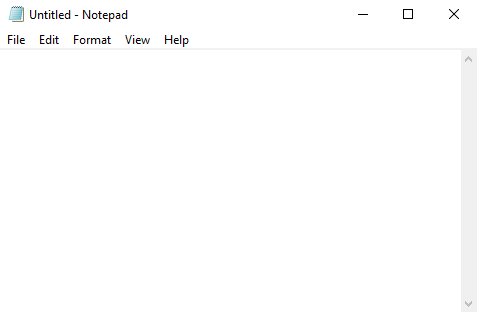 Untitled - Notepad
File Edit Format View Help